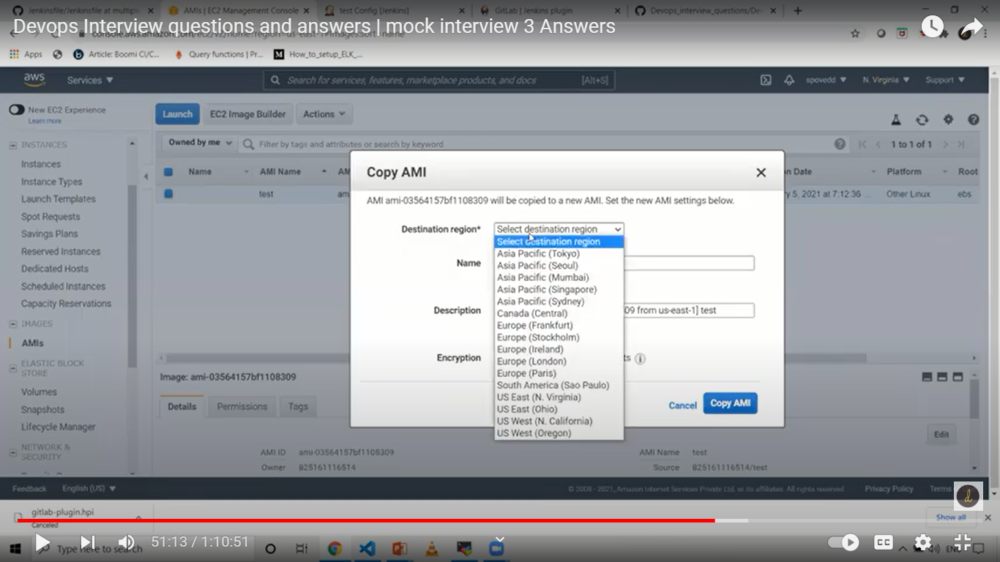 Jenkinsfile/Jenkinsfile at multiple
AMIs | EC2 Management Console
test Config [Jenkins]
GitLab | Jenkins plugin
Devops_interview_questions/De
Devops Interview questions and answers | mock interview 3 Answers
Apps
Article: Boomi CI/C...
Query functions | Pr...
How_to_setup_ELK_...
aws
Services
Search for services, features, marketplace products, and docs
[Alt+S]
spovedd
N. Virginia
Support
New EC2 Experience
Learn more
Launch
EC2 Image Builder
Actions
INSTANCES
Instances
Instance Types
Launch Templates
Spot Requests
Savings Plans
Reserved Instances
Dedicated Hosts
Scheduled Instances
Capacity Reservations
IMAGES
AMIs
ELASTIC BLOCK
STORE
Volumes
Snapshots
Lifecycle Manager
NETWORK &
SECURITY
Owned by me
Filter by tags and attributes or search by keyword
1 to 1 of 1
Name
AMI Name
AM
n Date
Platform
Root
test
am
y 5, 2021 at 7:12:36 ...
Other Linux
ebs
Copy AMI
AMI ami-03564157bf1108309 will be copied to a new AMI. Set the new AMI settings below.
Destination region*
Select destination region
Select destination region
Asia Pacific (Tokyo)
Asia Pacific (Seoul)
Asia Pacific (Mumbai)
Asia Pacific (Singapore)
Asia Pacific (Sydney)
Canada (Central)
Europe (Frankfurt)
Europe (Stockholm)
Europe (Ireland)
Europe (London)
Europe (Paris)
South America (Sao Paulo)
US East (N. Virginia)
US East (Ohio)
US West (N. California)
US West (Oregon)
Name
Description
09 from us-east-1] test
Encryption
ts
Cancel
Copy AMI
Image: ami-03564157bf1108309
Details
Permissions
Tags
Edit
AMI ID
ami-03564157bf1108309
AMI Name
test
Owner
825161116514
Source
825161116514/test
Feedback
English (US)
© 2008 - 2021, Amazon Internet Services Private Ltd. or its affiliates. All rights reserved
Privacy Policy
Terms
gitlab-plugin.hpi
Canceled
Show all
51:13 / 1:10:51
Type here to search
CC